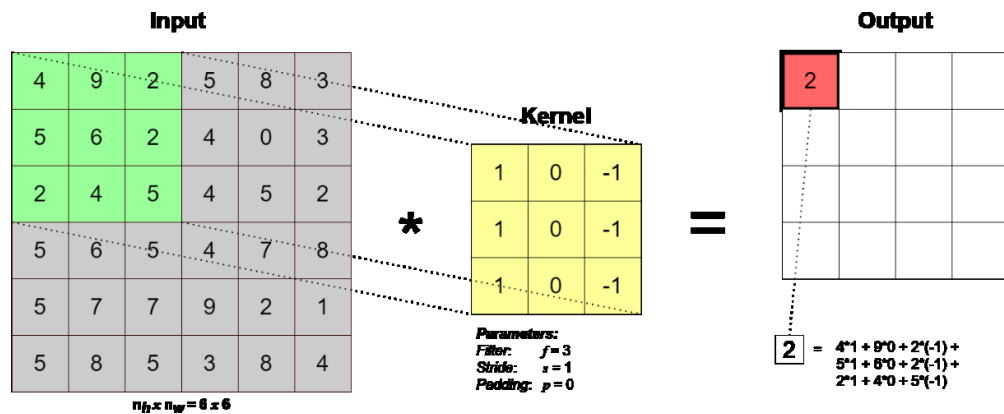 Input
Output
4 9 2 5 8 3
5 6 2 4 0 3
2 4 5 4 5 2
5 6 5 4 7 8
5 7 7 9 2 1
5 8 5 3 8 4
n_h x n_w = 6 x 6
*
Kernel
1 0 -1
1 0 -1
1 0 -1
Parameters:
Filter: f = 3
Stride: s = 1
Padding: p = 0
=
2
2 = 4*1 + 9*0 + 2*(-1) +
5*1 + 6*0 + 2*(-1) +
2*1 + 4*0 + 5*(-1)